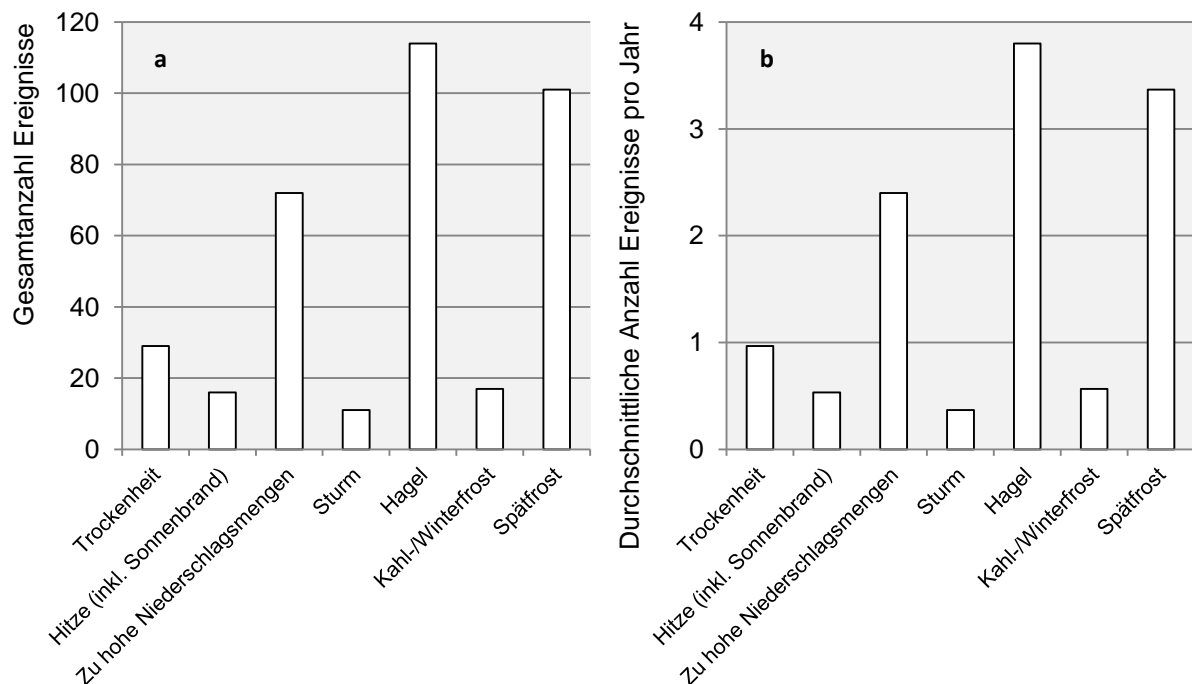 Gesamtanzahl Ereignisse
120
100
80
60
40
20
0
a
Trockenheit
Hitze (inkl. Sonnenbrand)
Zu hohe Niederschlagsmengen
Sturm
Hagel
Kahl-/Winterfrost
Spätfrost
Durchschnittliche Anzahl Ereignisse pro Jahr
4
3
2
1
0
b
Trockenheit
Hitze (inkl. Sonnenbrand)
Zu hohe Niederschlagsmengen
Sturm
Hagel
Kahl-/Winterfrost
Spätfrost